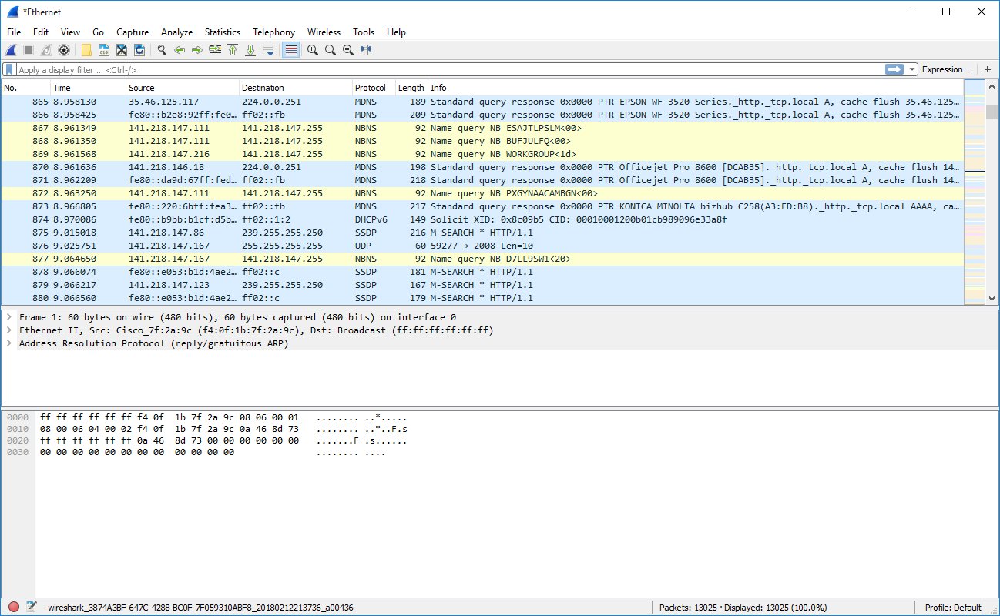 *Ethernet
File Edit View Go Capture Analyze Statistics Telephony Wireless Tools Help
Apply a display filter ... <Ctrl-/> Expression... +
No. Time Source Destination Protocol Length Info
865 8.958130 35.46.125.117 224.0.0.251 MDNS 189 Standard query response 0x0000 PTR EPSON WF-3520 Series._http._tcp.local A, cache flush 35.46.125…
866 8.958425 fe80::b2e8:92ff:fe0… ff02::fb MDNS 209 Standard query response 0x0000 PTR EPSON WF-3520 Series._http._tcp.local A, cache flush 35.46.125…
867 8.961349 141.218.147.111 141.218.147.255 NBNS 92 Name query NB ESAJTLPSLM<00>
868 8.961350 141.218.147.111 141.218.147.255 NBNS 92 Name query NB BUFJULFQ<00>
869 8.961568 141.218.147.216 141.218.147.255 NBNS 92 Name query NB WORKGROUP<1d>
870 8.961636 141.218.146.18 224.0.0.251 MDNS 198 Standard query response 0x0000 PTR Officejet Pro 8600 [DCAB35]._http._tcp.local A, cache flush 14…
871 8.962209 fe80::da9d:67ff:fed… ff02::fb MDNS 218 Standard query response 0x0000 PTR Officejet Pro 8600 [DCAB35]._http._tcp.local A, cache flush 14…
872 8.963250 141.218.147.111 141.218.147.255 NBNS 92 Name query NB PXGYNAACAMBGN<00>
873 8.966805 fe80::220:6bff:fea3… ff02::fb MDNS 217 Standard query response 0x0000 PTR KONICA MINOLTA bizhub C258(A3:ED:B8)._http._tcp.local AAAA, ca…
874 8.970086 fe80::b9bb:b1cf:d5b… ff02::1:2 DHCPv6 149 Solicit XID: 0x8c09b5 CID: 00010001200b01cb989096e33a8f
875 9.015018 141.218.147.86 239.255.255.250 SSDP 216 M-SEARCH * HTTP/1.1
876 9.025751 141.218.147.167 255.255.255.255 UDP 60 59277 → 2008 Len=10
877 9.064650 141.218.147.167 141.218.147.255 NBNS 92 Name query NB D7LL9SW1<20>
878 9.066074 fe80::e053:b1d:4ae2… ff02::c SSDP 181 M-SEARCH * HTTP/1.1
879 9.066217 141.218.147.123 239.255.255.250 SSDP 167 M-SEARCH * HTTP/1.1
880 9.066560 fe80::e053:b1d:4ae2… ff02::c SSDP 179 M-SEARCH * HTTP/1.1
Frame 1: 60 bytes on wire (480 bits), 60 bytes captured (480 bits) on interface 0
Ethernet II, Src: Cisco_7f:2a:9c (f4:0f:1b:7f:2a:9c), Dst: Broadcast (ff:ff:ff:ff:ff:ff)
Address Resolution Protocol (reply/gratuitous ARP)
0000 ff ff ff ff ff ff f4 0f 1b 7f 2a 9c 08 06 00 01 ........ ..*.....
0010 08 00 06 04 00 02 f4 0f 1b 7f 2a 9c 0a 46 8d 73 ........ ..*..F.s
0020 ff ff ff ff ff ff 0a 46 8d 73 00 00 00 00 00 00 .......F .s......
0030 00 00 00 00 00 00 00 00 00 00 00 00 ........ ....
wireshark_3874A3BF-647C-4288-BC0F-7F059310ABF8_20180212213736_a00436 Packets: 13025 · Displayed: 13025 (100.0%) Profile: Default